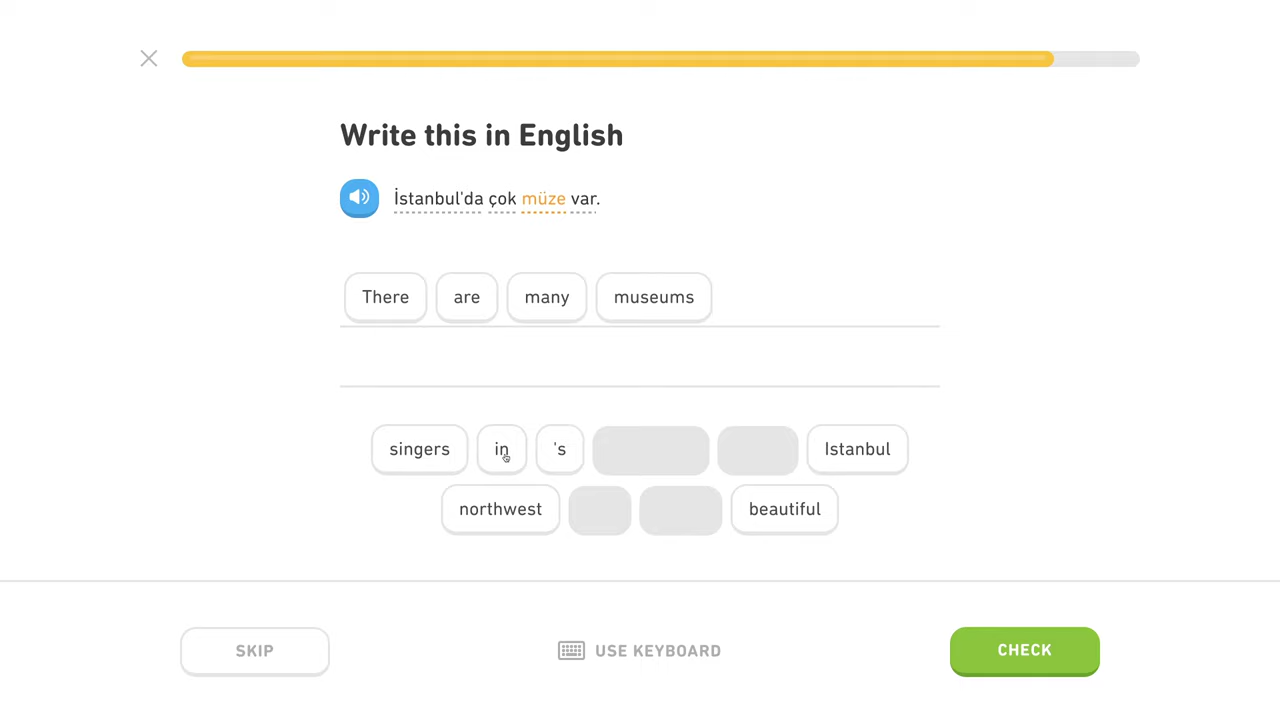 Write this in English
İstanbul'da çok müze var.
There are many museums
singers in 's Istanbul
northwest beautiful
SKIP USE KEYBOARD CHECK